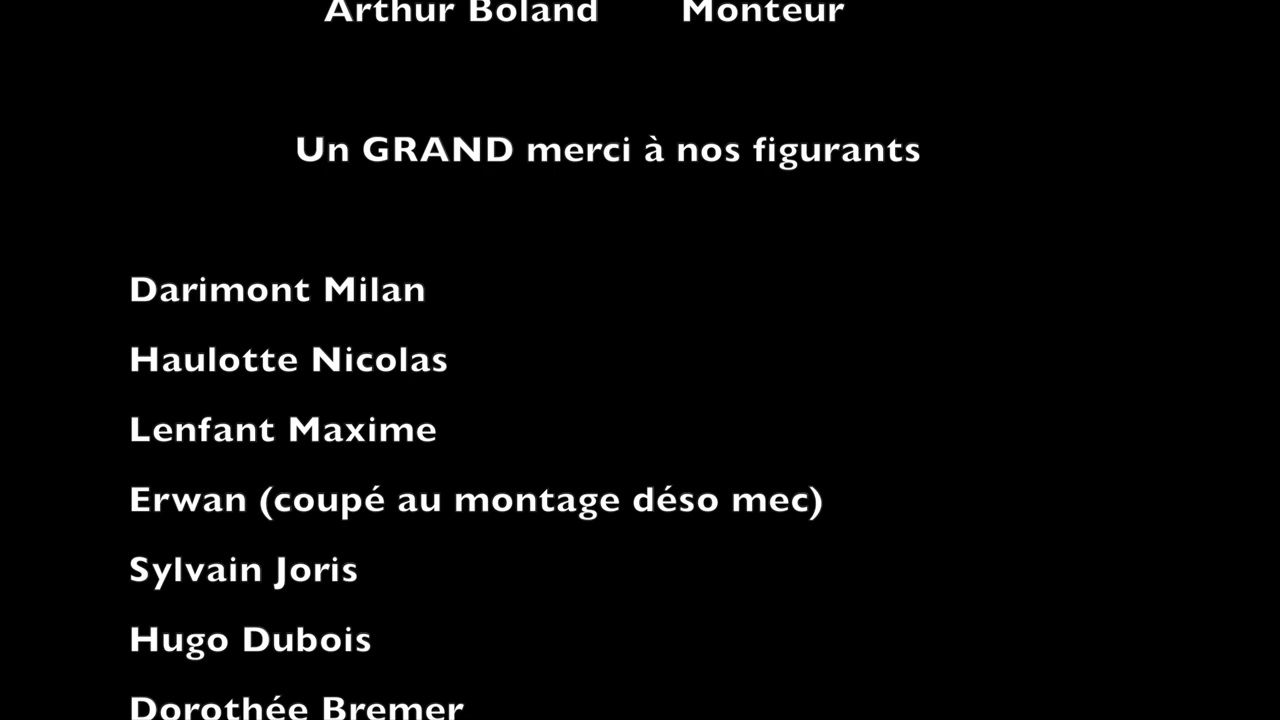 Arthur Boland Monteur
Un GRAND merci à nos figurants
Darimont Milan
Haulotte Nicolas
Lenfant Maxime
Erwan (coupé au montage déso mec)
Sylvain Joris
Hugo Dubois
Dorothée Bremer